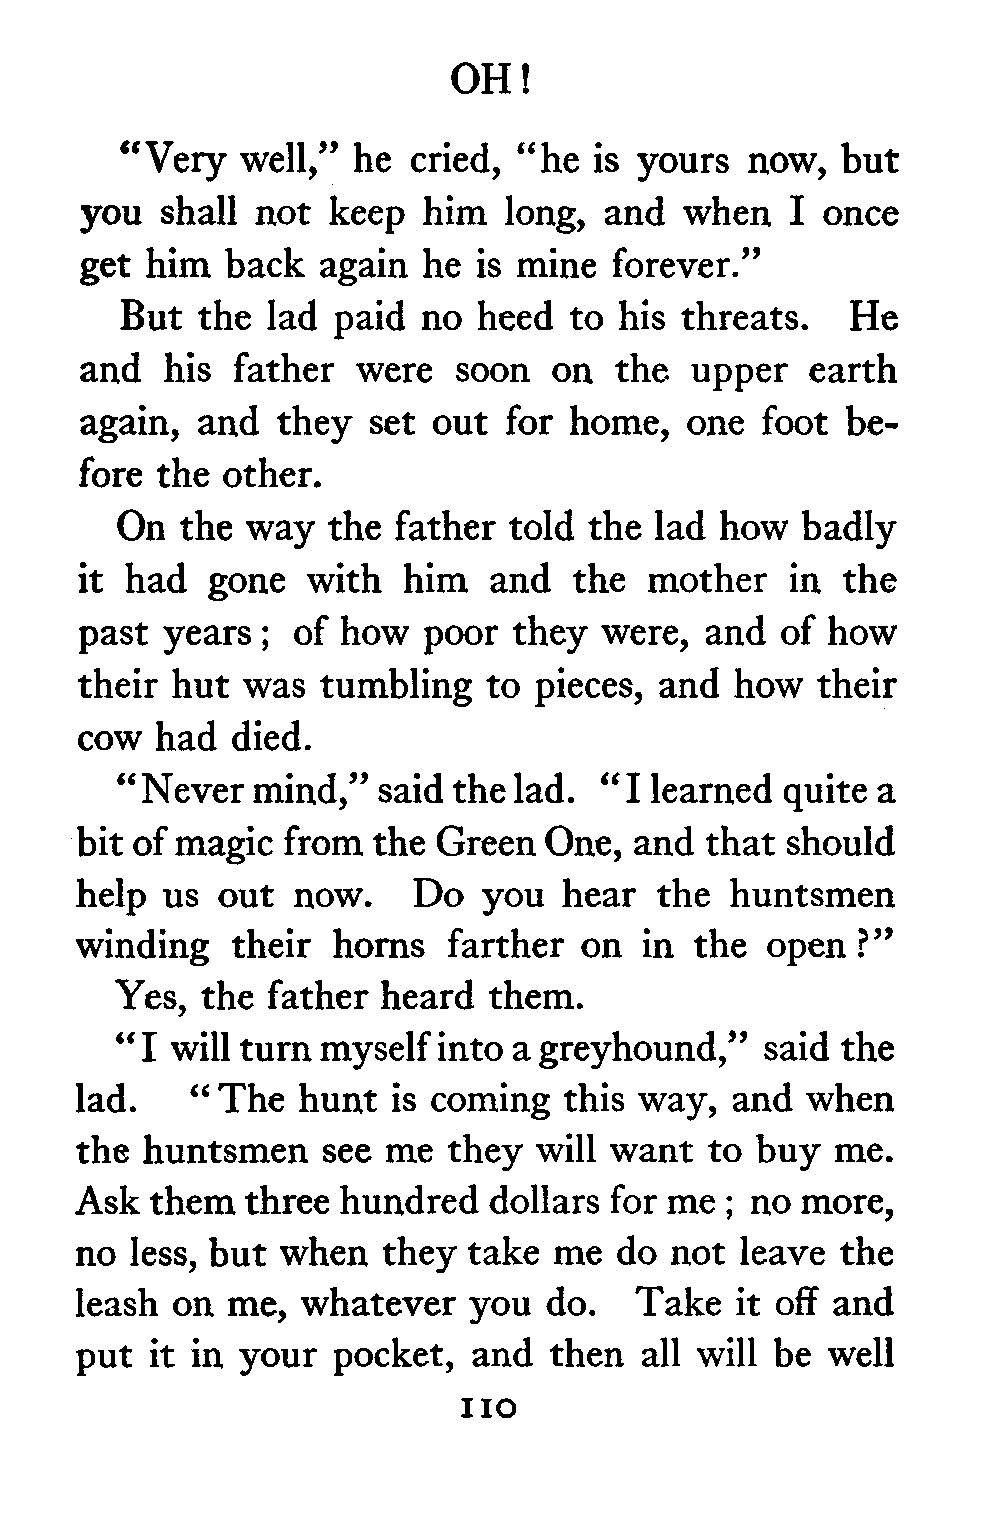 OH!
“Very well,” he cried, “he is yours now, but
you shall not keep him long, and when I once
get him back again he is mine forever.”
But the lad paid no heed to his threats. He
and his father were soon on the upper earth
again, and they set out for home, one foot be-
fore the other.
On the way the father told the lad how badly
it had gone with him and the mother in the
past years; of how poor they were, and of how
their hut was tumbling to pieces, and how their
cow had died.
“Never mind,” said the lad. “I learned quite a
bit of magic from the Green One, and that should
help us out now. Do you hear the huntsmen
winding their horns farther on in the open?”
Yes, the father heard them.
“I will turn myself into a greyhound,” said the
lad. “The hunt is coming this way, and when
the huntsmen see me they will want to buy me.
Ask them three hundred dollars for me; no more,
no less, but when they take me do not leave the
leash on me, whatever you do. Take it off and
put it in your pocket, and then all will be well
110